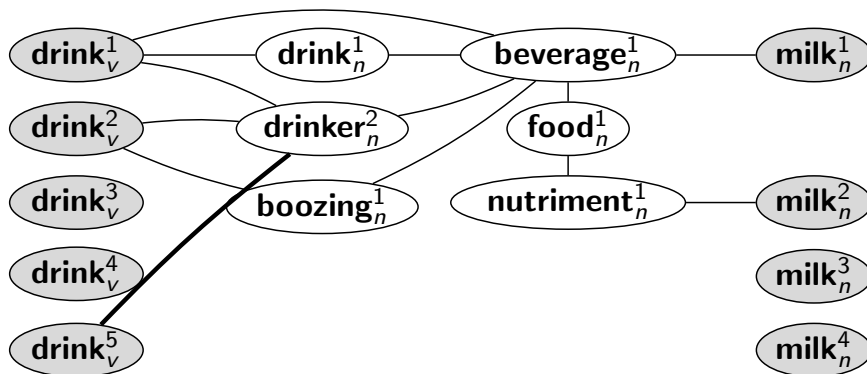 drink¹ᵥ drink¹ₙ beverage¹ₙ milk¹ₙ
drink²ᵥ drinker²ₙ food¹ₙ
drink³ᵥ boozing¹ₙ nutriment¹ₙ milk²ₙ
drink⁴ᵥ milk³ₙ
drink⁵ᵥ milk⁴ₙ